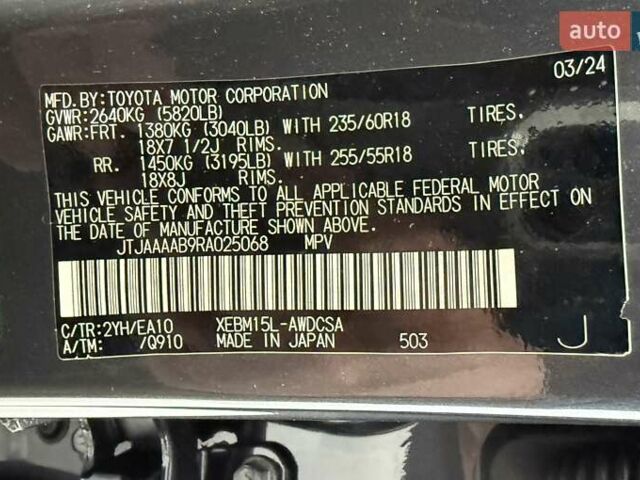 auto
03/24
MFD.BY:TOYOTA MOTOR CORPORATION
GVWR:2640KG (5820LB)
GAWR:FRT. 1380KG (3040LB) WITH 235/60R18 TIRES.
18X7 1/2J RIMS.
RR. 1450KG (3195LB) WITH 255/55R18 TIRES.
18X8J RIMS.
THIS VEHICLE CONFORMS TO ALL APPLICABLE FEDERAL MOTOR
VEHICLE SAFETY AND THEFT PREVENTION STANDARDS IN EFFECT ON
THE DATE OF MANUFACTURE SHOWN ABOVE.
JTJAAAAB9RA025068 MPV
C/TR:2YH/EA10 XEBM15L-AWDCSA
A/TM: /Q910 MADE IN JAPAN 503 J